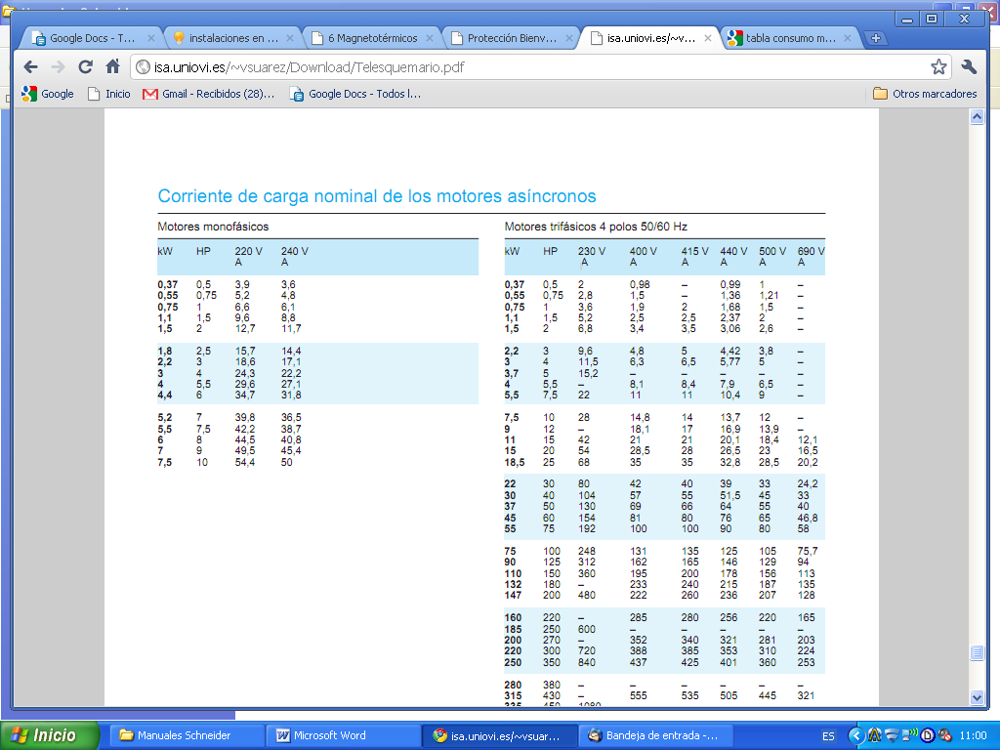 Google Docs - T...
instalaciones en ...
6 Magnetotérmicos
Protección Bienv...
isa.uniovi.es/~v...
tabla consumo m...
isa.uniovi.es/~vsuarez/Download/Telesquemario.pdf
Google
Inicio
Gmail - Recibidos (28)...
Google Docs - Todos l...
Otros marcadores
Corriente de carga nominal de los motores asíncronos
Motores monofásicos
kW HP 220 V 240 V
A A
0,37 0,5 3,9 3,6
0,55 0,75 5,2 4,8
0,75 1 6,6 6,1
1,1 1,5 9,6 8,8
1,5 2 12,7 11,7
1,8 2,5 15,7 14,4
2,2 3 18,6 17,1
3 4 24,3 22,2
4 5,5 29,6 27,1
4,4 6 34,7 31,8
5,2 7 39,8 36,5
5,5 7,5 42,2 38,7
6 8 44,5 40,8
7 9 49,5 45,4
7,5 10 54,4 50
Motores trifásicos 4 polos 50/60 Hz
kW HP 230 V 400 V 415 V 440 V 500 V 690 V
A A A A A A
0,37 0,5 2 0,98 – 0,99 1 –
0,55 0,75 2,8 1,5 – 1,36 1,21 –
0,75 1 3,6 1,9 2 1,68 1,5 –
1,1 1,5 5,2 2,5 2,5 2,37 2 –
1,5 2 6,8 3,4 3,5 3,06 2,6 –
2,2 3 9,6 4,8 5 4,42 3,8 –
3 4 11,5 6,3 6,5 5,77 5 –
3,7 5 15,2 – – – – –
4 5,5 – 8,1 8,4 7,9 6,5 –
5,5 7,5 22 11 11 10,4 9 –
7,5 10 28 14,8 14 13,7 12 –
9 12 – 18,1 17 16,9 13,9 –
11 15 42 21 21 20,1 18,4 12,1
15 20 54 28,5 28 26,5 23 16,5
18,5 25 68 35 35 32,8 28,5 20,2
22 30 80 42 40 39 33 24,2
30 40 104 57 55 51,5 45 33
37 50 130 69 66 64 55 40
45 60 154 81 80 76 65 46,8
55 75 192 100 100 90 80 58
75 100 248 131 135 125 105 75,7
90 125 312 162 165 146 129 94
110 150 360 195 200 178 156 113
132 180 – 233 240 215 187 135
147 200 480 222 260 236 207 128
160 220 – 285 280 256 220 165
185 250 600 – – – – –
200 270 – 352 340 321 281 203
220 300 720 388 385 353 310 224
250 350 840 437 425 401 360 253
280 380 – – – – – –
315 430 – 555 535 505 445 321
Inicio
Manuales Schneider
Microsoft Word
isa.uniovi.es/~vsuar...
Bandeja de entrada -...
ES
11:00